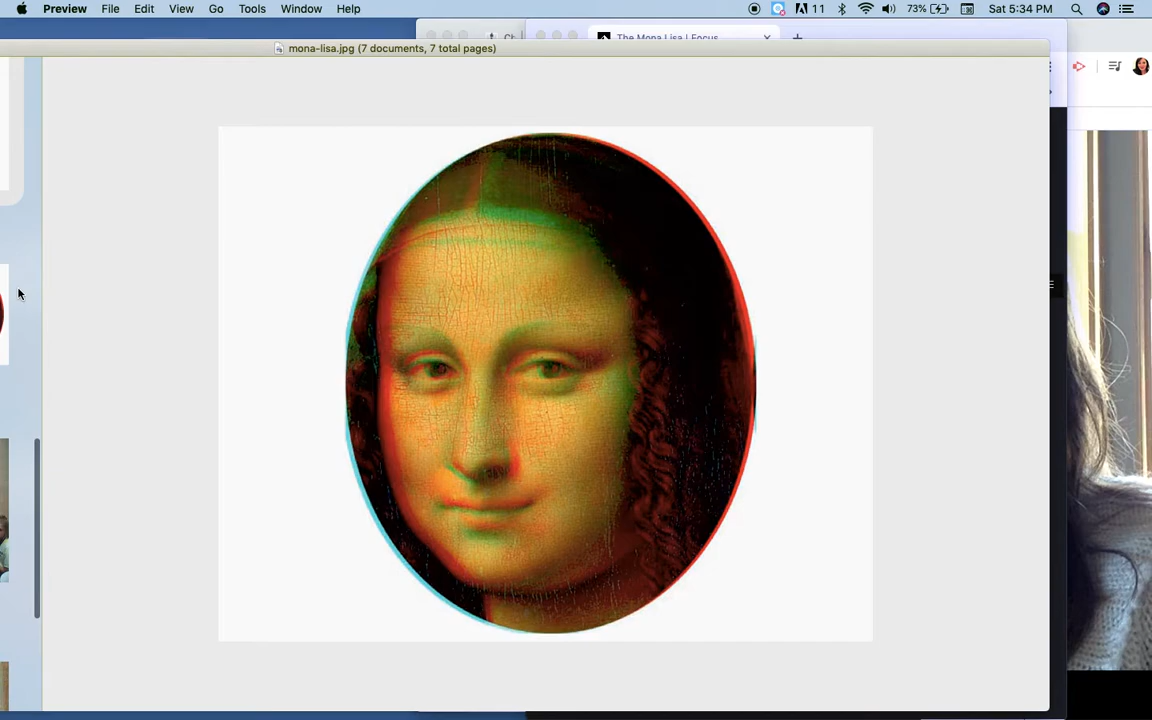 Preview File Edit View Go Tools Window Help 11 73% Sat 5:34 PM
The Mona Lisa | Focus
mona-lisa.jpg (7 documents, 7 total pages)